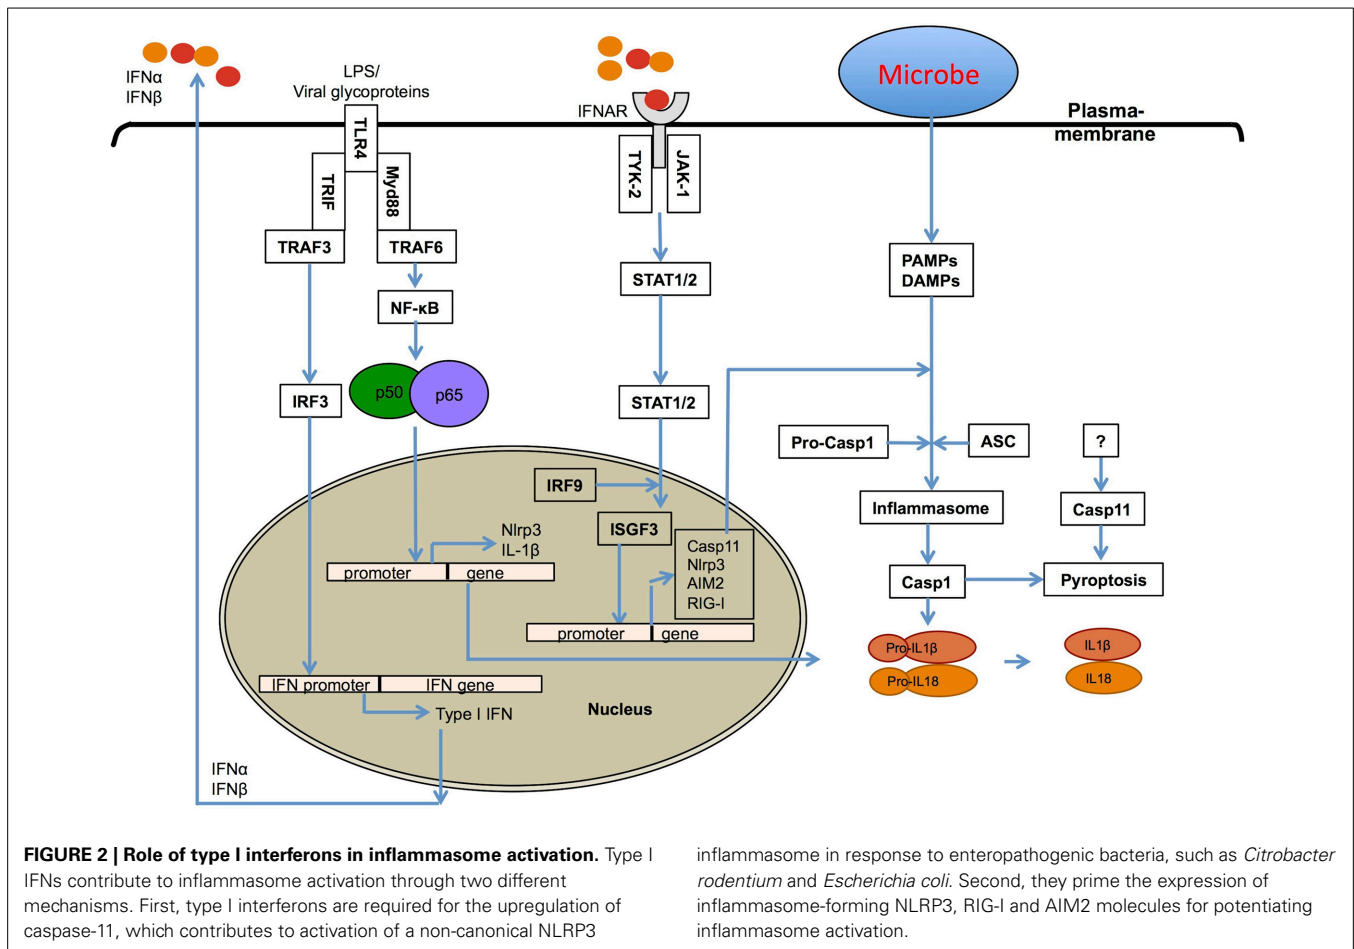 IFNα
IFNβ
LPS/
Viral glycoproteins
IFNAR
Microbe
Plasma-
membrane
TLR4
TRIF
Myd88
TYK-2
JAK-1
TRAF3
TRAF6
STAT1/2
PAMPs
DAMPs
NF-κB
IRF3
p50
p65
STAT1/2
Pro-Casp1
ASC
?
IRF9
Inflammasome
Casp11
ISGF3
Nlrp3
IL-1β
promoter
gene
Casp11
Nlrp3
AIM2
RIG-I
Casp1
Pyroptosis
promoter
gene
Pro-IL1β
Pro-IL18
IL1β
IL18
IFN promoter
IFN gene
Type I IFN
Nucleus
IFNα
IFNβ
FIGURE 2 | Role of type I interferons in inflammasome activation. Type I
IFNs contribute to inflammasome activation through two different
mechanisms. First, type I interferons are required for the upregulation of
caspase-11, which contributes to activation of a non-canonical NLRP3
inflammasome in response to enteropathogenic bacteria, such as Citrobacter
rodentium and Escherichia coli. Second, they prime the expression of
inflammasome-forming NLRP3, RIG-I and AIM2 molecules for potentiating
inflammasome activation.